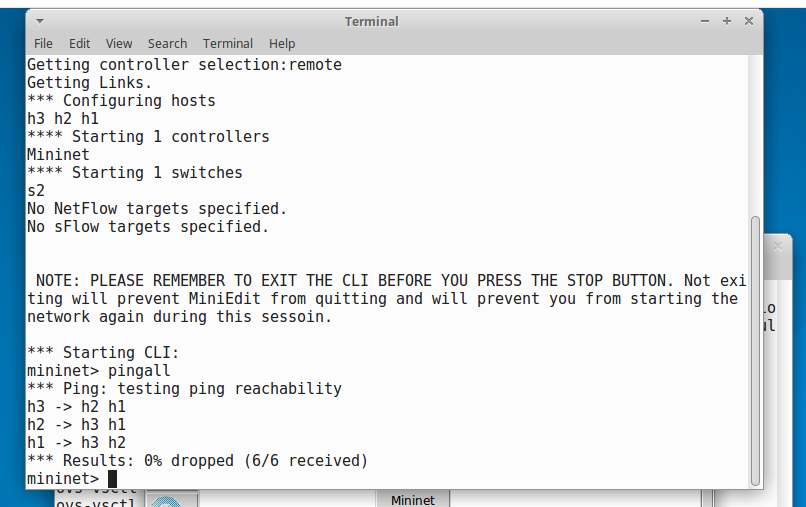 Terminal
File Edit View Search Terminal Help
Getting controller selection:remote
Getting Links.
*** Configuring hosts
h3 h2 h1
**** Starting 1 controllers
Mininet
**** Starting 1 switches
s2
No NetFlow targets specified.
No sFlow targets specified.
NOTE: PLEASE REMEMBER TO EXIT THE CLI BEFORE YOU PRESS THE STOP BUTTON. Not exi
ting will prevent MiniEdit from quitting and will prevent you from starting the
network again during this sessoin.
*** Starting CLI:
mininet> pingall
*** Ping: testing ping reachability
h3 -> h2 h1
h2 -> h3 h1
h1 -> h3 h2
*** Results: 0% dropped (6/6 received)
mininet>
ovs-vsctl
Mininet